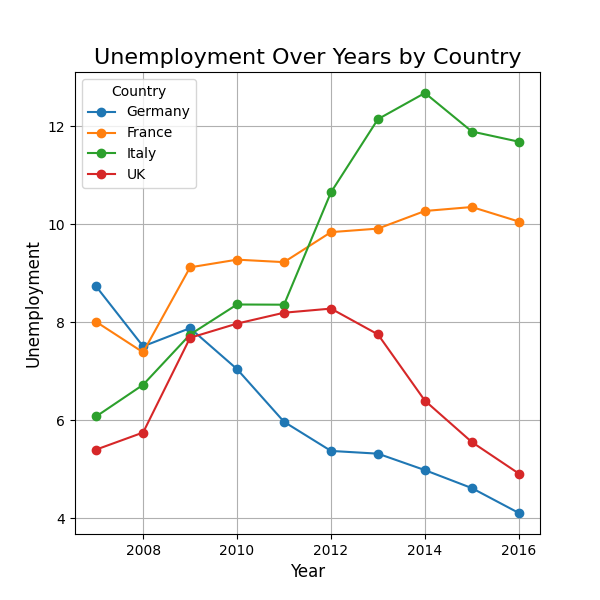 Unemployment Over Years by Country
Country
Germany
France
Italy
UK
Unemployment
12
10
8
6
4
2008 2010 2012 2014 2016
Year